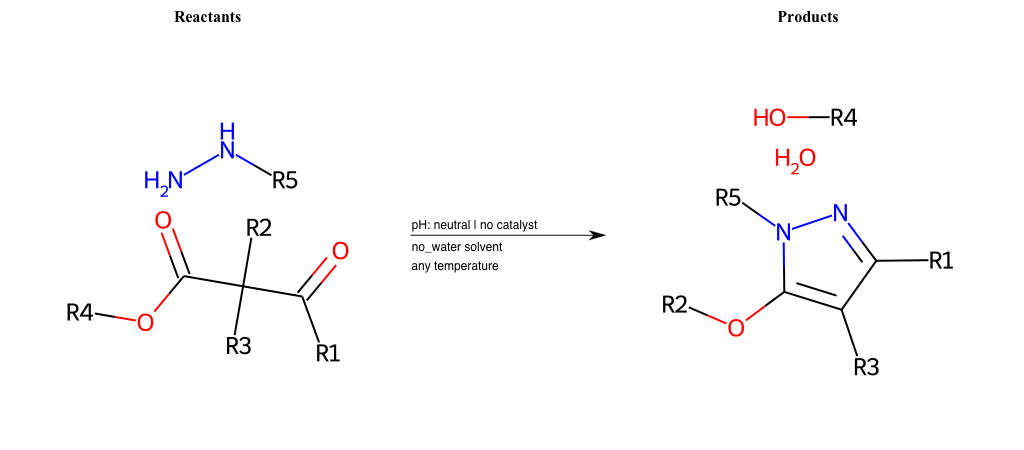 Reactants
Products
H
N
H2N
R5
O
R2
O
R4
O
R3
R1
pH: neutral | no catalyst
no_water solvent
any temperature
HO R4
H2O
R5
N
N
R1
R2
O
R3